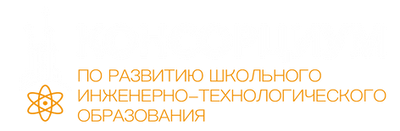 ПО РАЗВИТИЮ ШКОЛЬНОГО
ИНЖЕНЕРНО-ТЕХНОЛОГИЧЕСКОГО
ОБРАЗОВАНИЯ